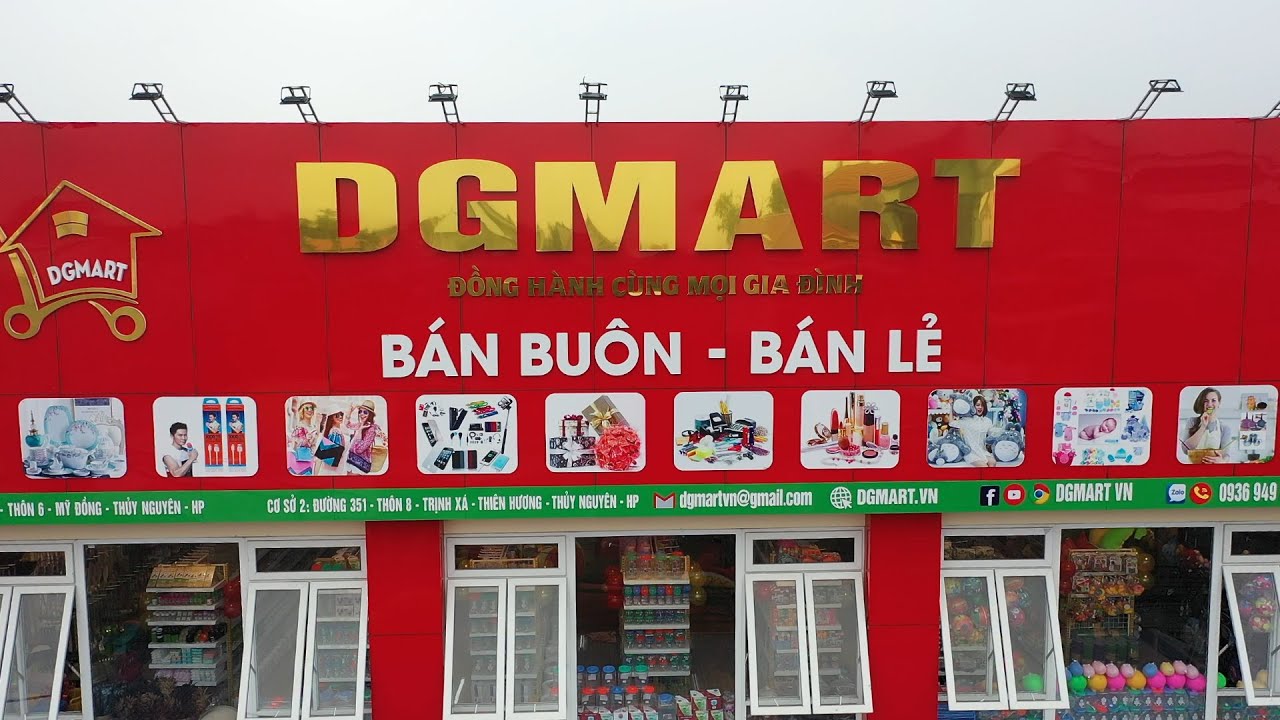 DGMART
DGMART
ĐỒNG HÀNH CÙNG MỌI GIA ĐÌNH
BÁN BUÔN - BÁN LẺ
- THÔN 6 - MỸ ĐỒNG - THỦY NGUYÊN - HP CƠ SỞ 2: ĐƯỜNG 351 - THÔN 8 - TRỊNH XÁ - THIÊN HƯƠNG - THỦY NGUYÊN - HP dgmartvn@gmail.com DGMART.VN DGMART VN Zalo 0936 949